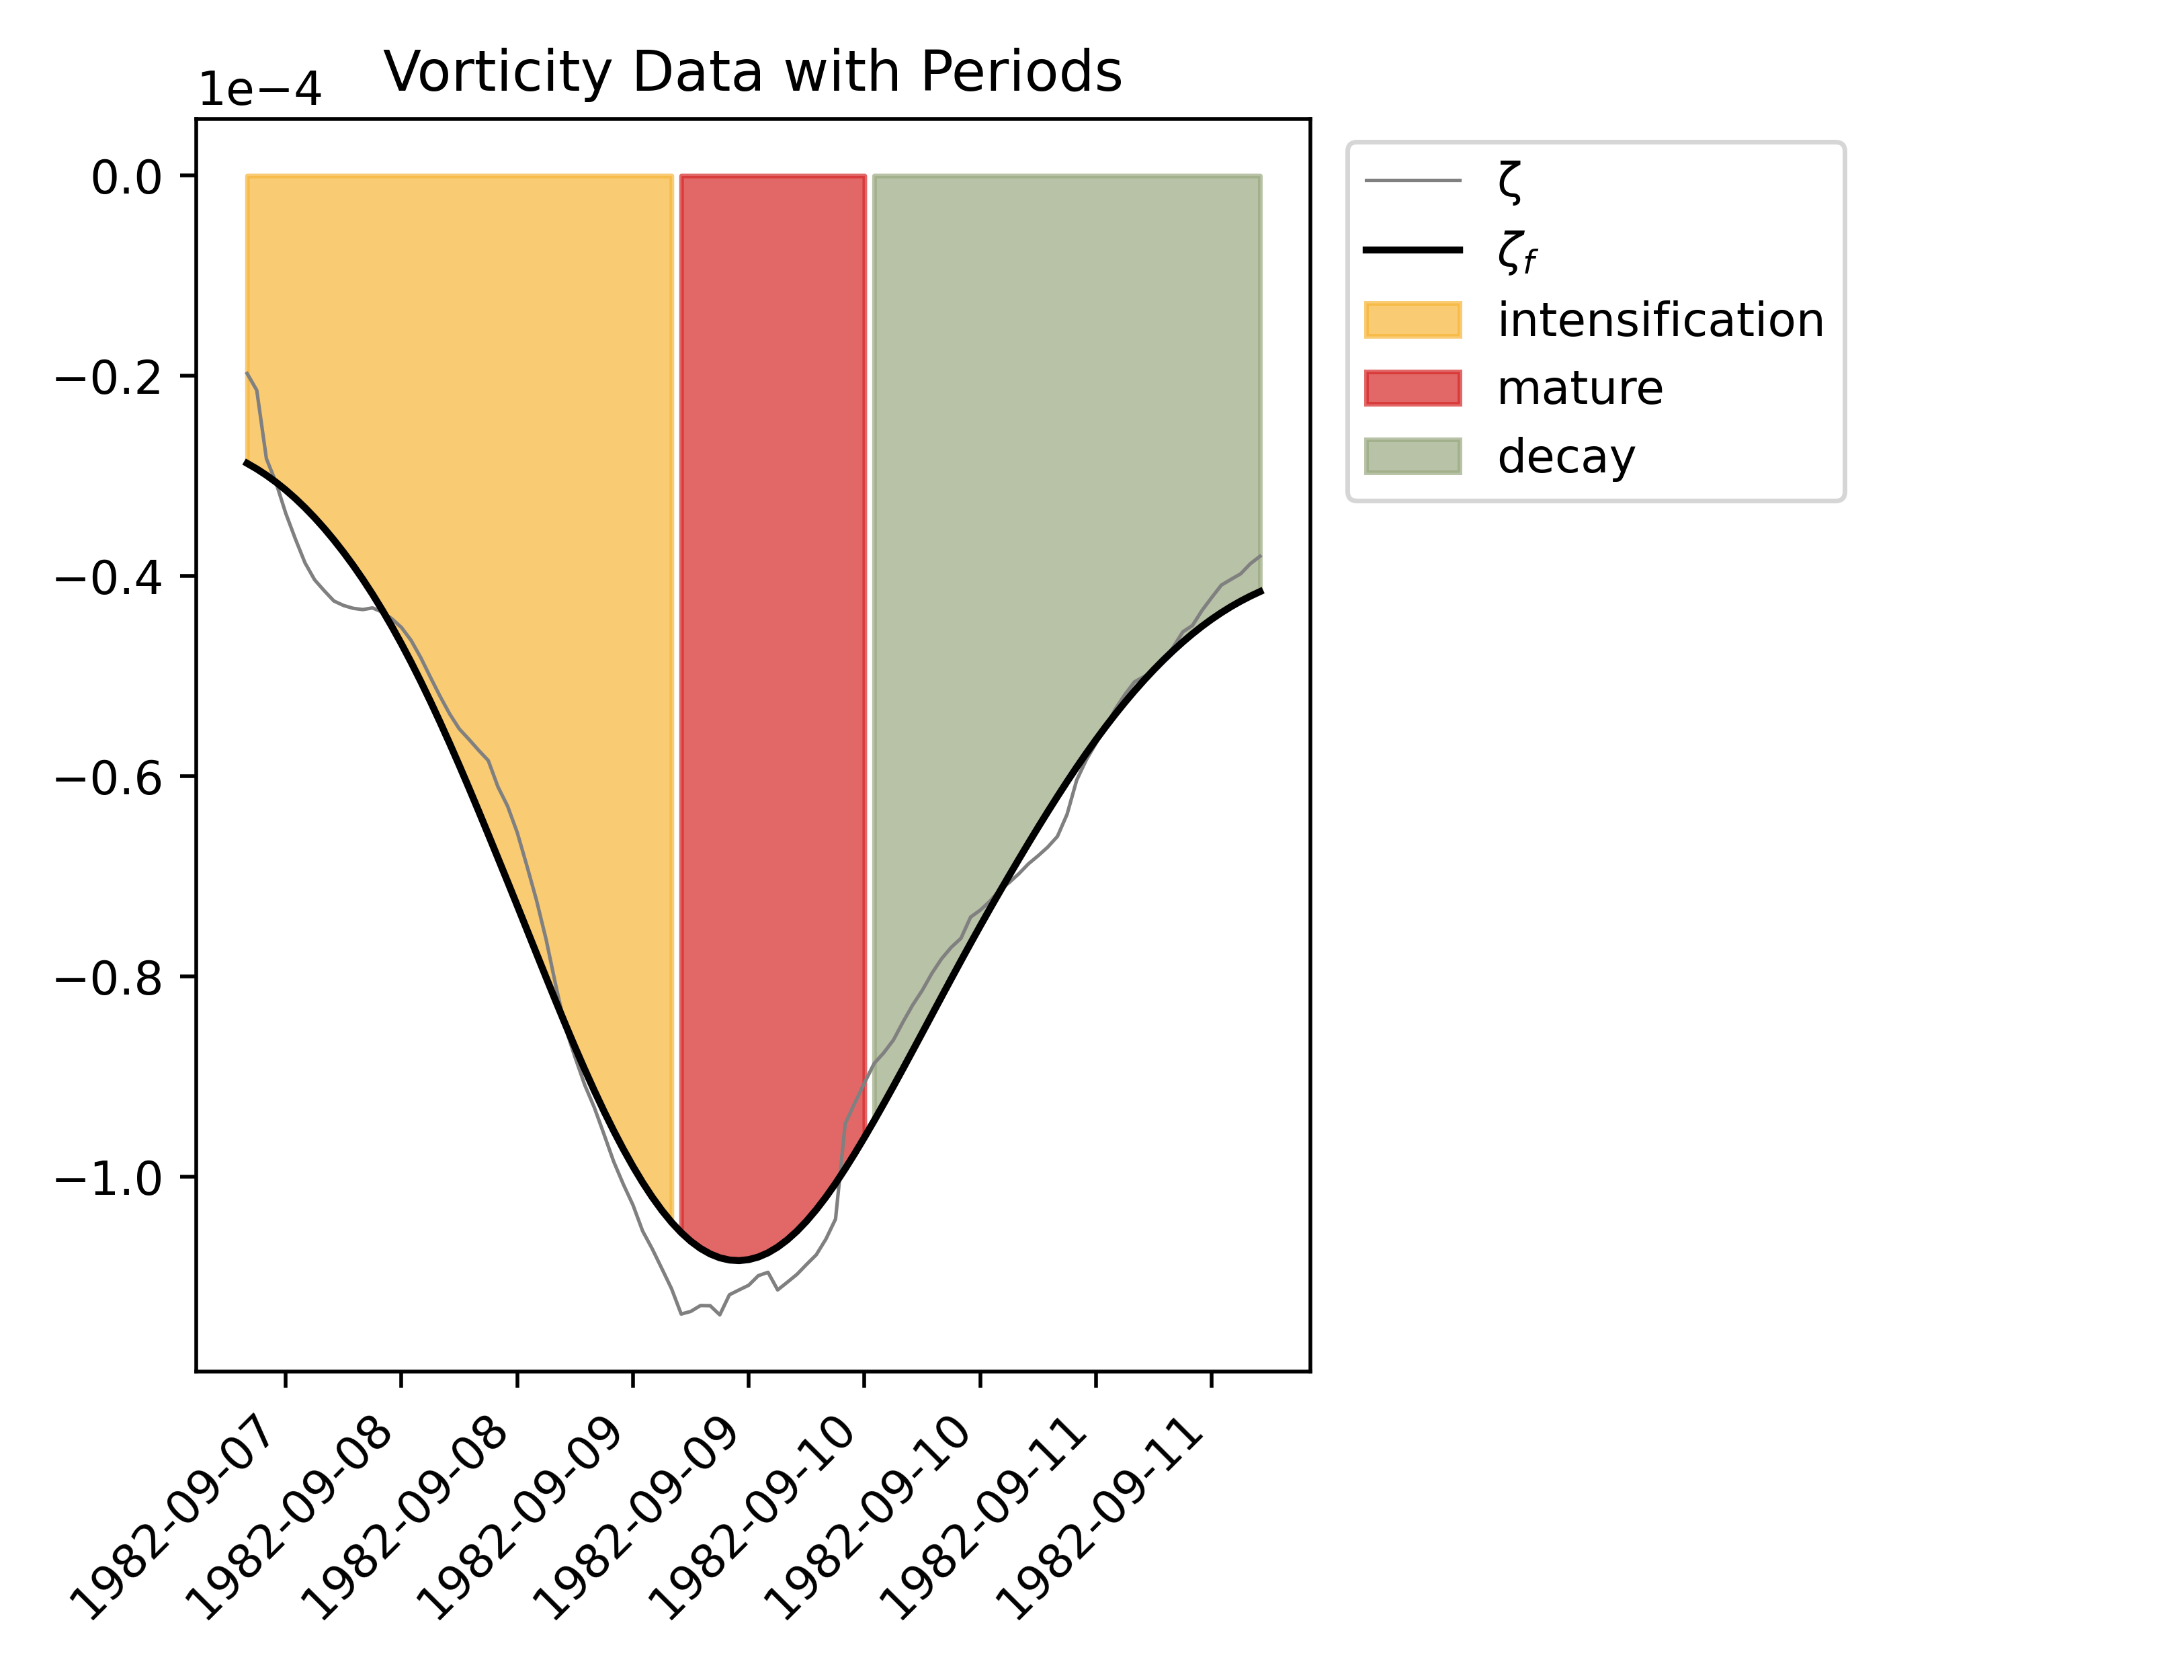 Vorticity Data with Periods
1e−4
0.0
−0.2
−0.4
−0.6
−0.8
−1.0
1982-09-07
1982-09-08
1982-09-08
1982-09-09
1982-09-09
1982-09-10
1982-09-10
1982-09-11
1982-09-11
ζ
ζf
intensification
mature
decay